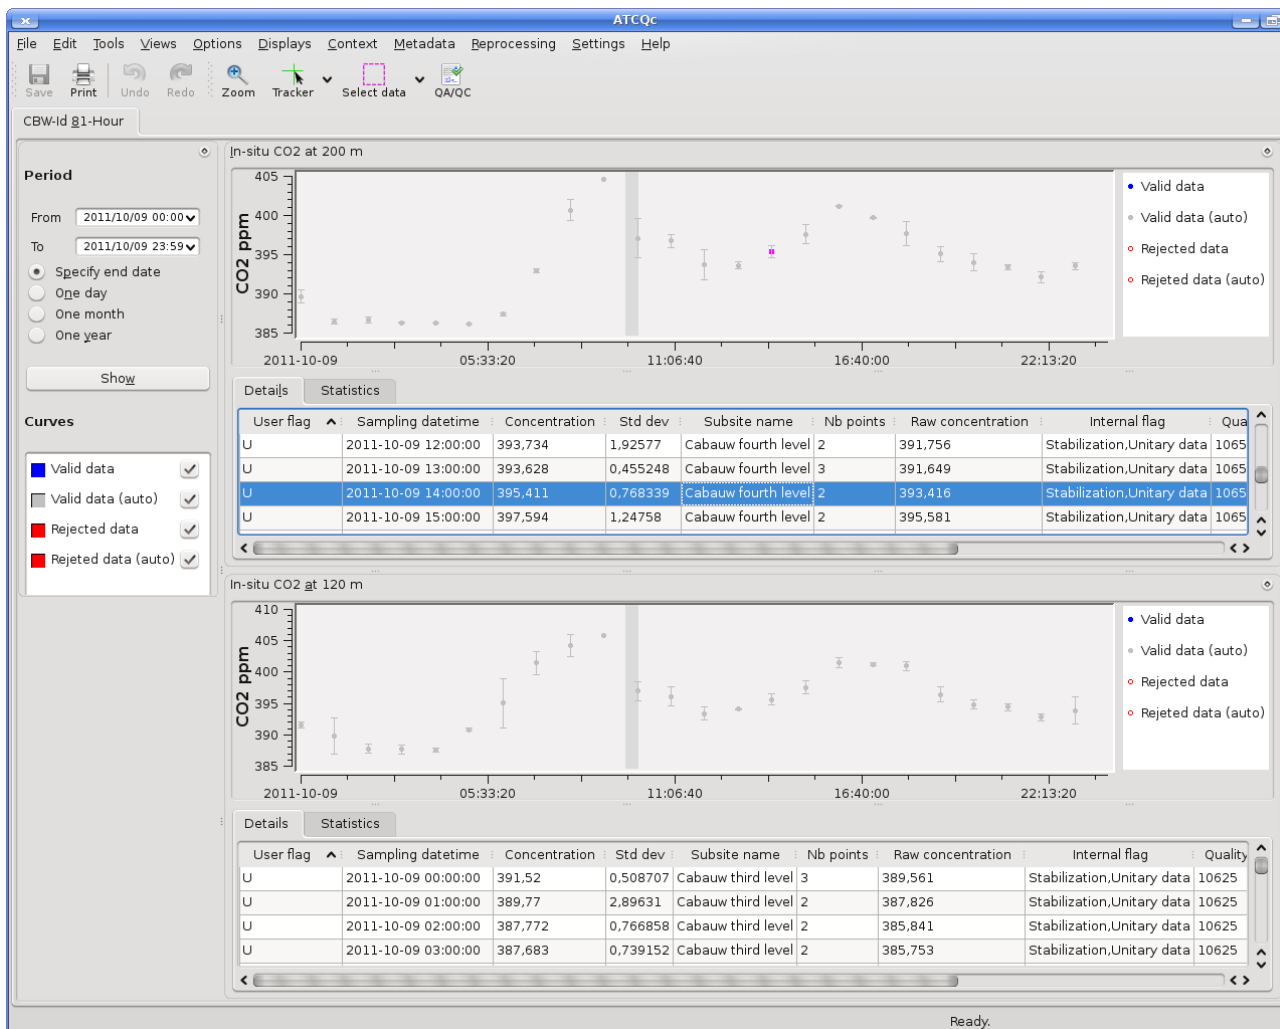 ATCQc
File Edit Tools Views Options Displays Context Metadata Reprocessing Settings Help
Save Print Undo Redo Zoom Tracker Select data QA/QC
CBW-Id 81-Hour
Period
From 2011/10/09 00:00
To 2011/10/09 23:59
Specify end date
One day
One month
One year
Show
Curves
Valid data
Valid data (auto)
Rejected data
Rejeted data (auto)
In-situ CO2 at 200 m
CO2 ppm
405
400
395
390
385
2011-10-09 05:33:20 11:06:40 16:40:00 22:13:20
Valid data
Valid data (auto)
Rejected data
Rejeted data (auto)
Details Statistics
User flag Sampling datetime Concentration Std dev Subsite name Nb points Raw concentration Internal flag Qua
U 2011-10-09 12:00:00 393,734 1,92577 Cabauw fourth level 2 391,756 Stabilization,Unitary data 1065
U 2011-10-09 13:00:00 393,628 0,455248 Cabauw fourth level 3 391,649 Stabilization,Unitary data 1065
U 2011-10-09 14:00:00 395,411 0,768339 Cabauw fourth level 2 393,416 Stabilization,Unitary data 1065
U 2011-10-09 15:00:00 397,594 1,24758 Cabauw fourth level 2 395,581 Stabilization,Unitary data 1065
In-situ CO2 at 120 m
CO2 ppm
410
405
400
395
390
385
2011-10-09 05:33:20 11:06:40 16:40:00 22:13:20
Valid data
Valid data (auto)
Rejected data
Rejeted data (auto)
Details Statistics
User flag Sampling datetime Concentration Std dev Subsite name Nb points Raw concentration Internal flag Quality
U 2011-10-09 00:00:00 391,52 0,508707 Cabauw third level 3 389,561 Stabilization,Unitary data 10625
U 2011-10-09 01:00:00 389,77 2,89631 Cabauw third level 2 387,826 Stabilization,Unitary data 10625
U 2011-10-09 02:00:00 387,772 0,766858 Cabauw third level 2 385,841 Stabilization,Unitary data 10625
U 2011-10-09 03:00:00 387,683 0,739152 Cabauw third level 2 385,753 Stabilization,Unitary data 10625
Ready.